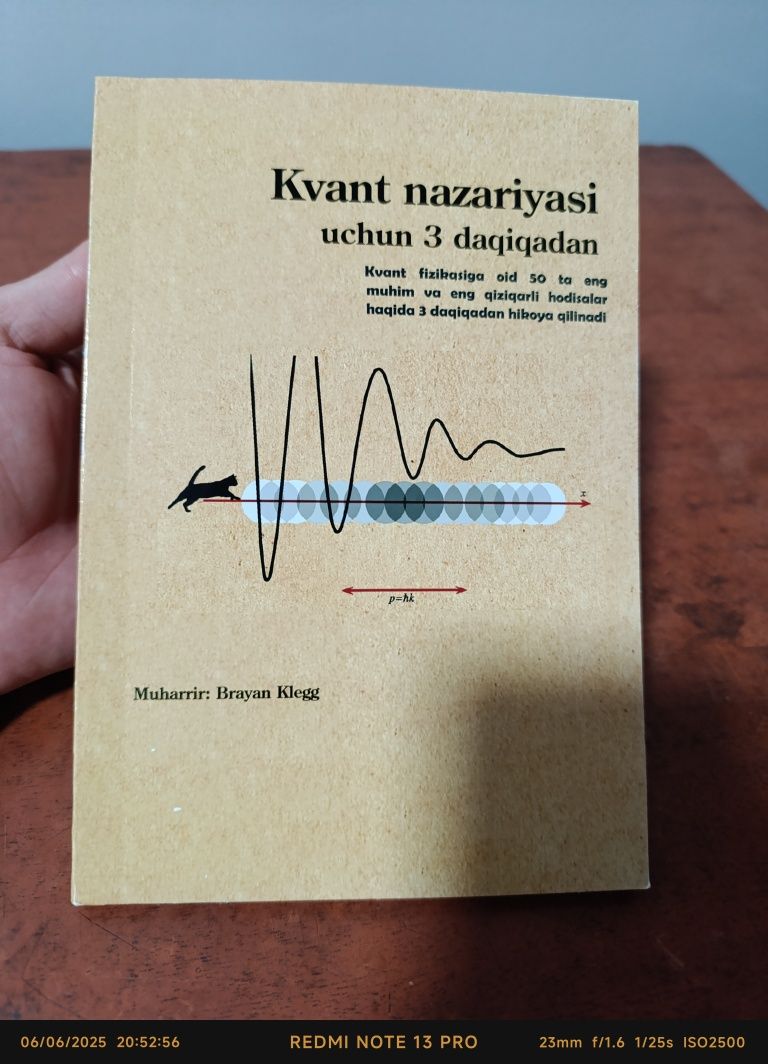 Kvant nazariyasi
uchun 3 daqiqadan
Kvant fizikasiga oid 50 ta eng
muhim va eng qiziqarli hodisalar
haqida 3 daqiqadan hikoya qilinadi
x
p=ħk
Muharrir: Brayan Klegg
06/06/2025 20:52:56 REDMI NOTE 13 PRO 23mm f/1.6 1/25s ISO2500